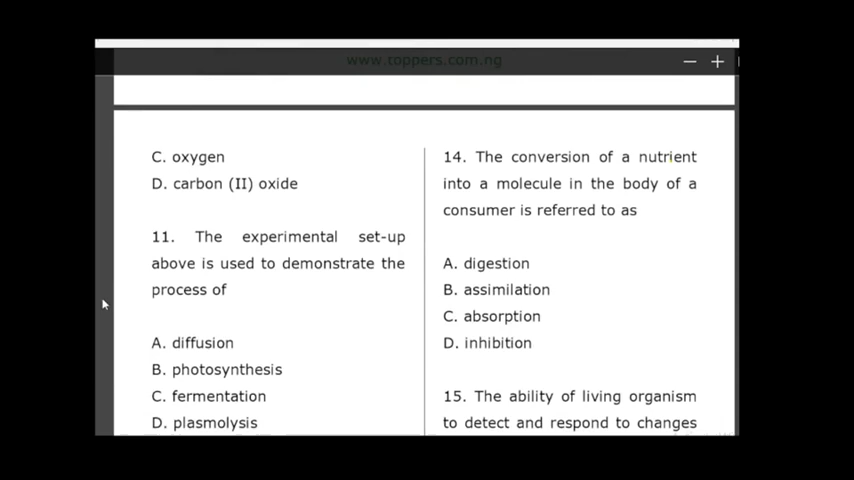 www.toppers.com.ng
C. oxygen
D. carbon (II) oxide
11. The experimental set-up
above is used to demonstrate the
process of
A. diffusion
B. photosynthesis
C. fermentation
D. plasmolysis
14. The conversion of a nutrient
into a molecule in the body of a
consumer is referred to as
A. digestion
B. assimilation
C. absorption
D. inhibition
15. The ability of living organism
to detect and respond to changes